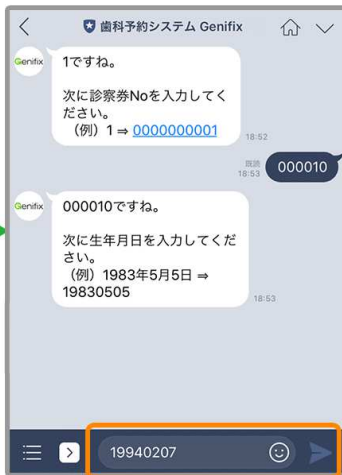 歯科予約システム Genifix
Genifix
1ですね。
次に診察券Noを入力してく
ださい。
（例）1 ⇒ 0000000001
18:52
既読
18:53
000010
Genifix
000010ですね。
次に生年月日を入力してくだ
さい。
（例）1983年5月5日 ⇒
19830505
18:53
19940207